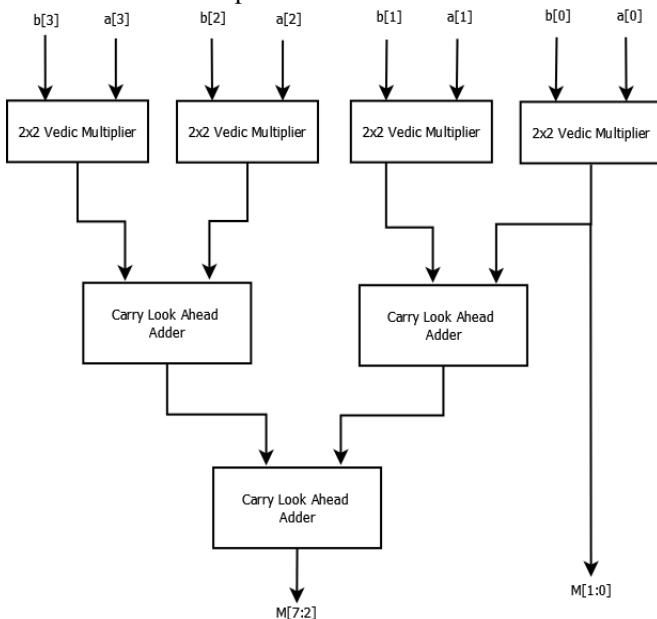 b[3] a[3] b[2] a[2] b[1] a[1] b[0] a[0]
2x2 Vedic Multiplier 2x2 Vedic Multiplier 2x2 Vedic Multiplier 2x2 Vedic Multiplier
Carry Look Ahead
Adder
Carry Look Ahead
Adder
Carry Look Ahead
Adder
M[7:2]
M[1:0]